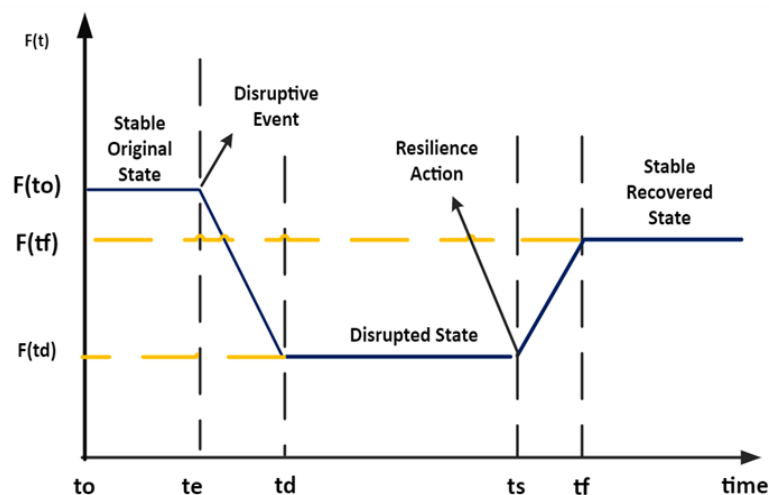 F(t)
Disruptive
Event
Stable
Original
State
Resilience
Action
Stable
Recovered
State
F(to)
F(tf)
Disrupted State
F(td)
to
te
td
ts
tf
time